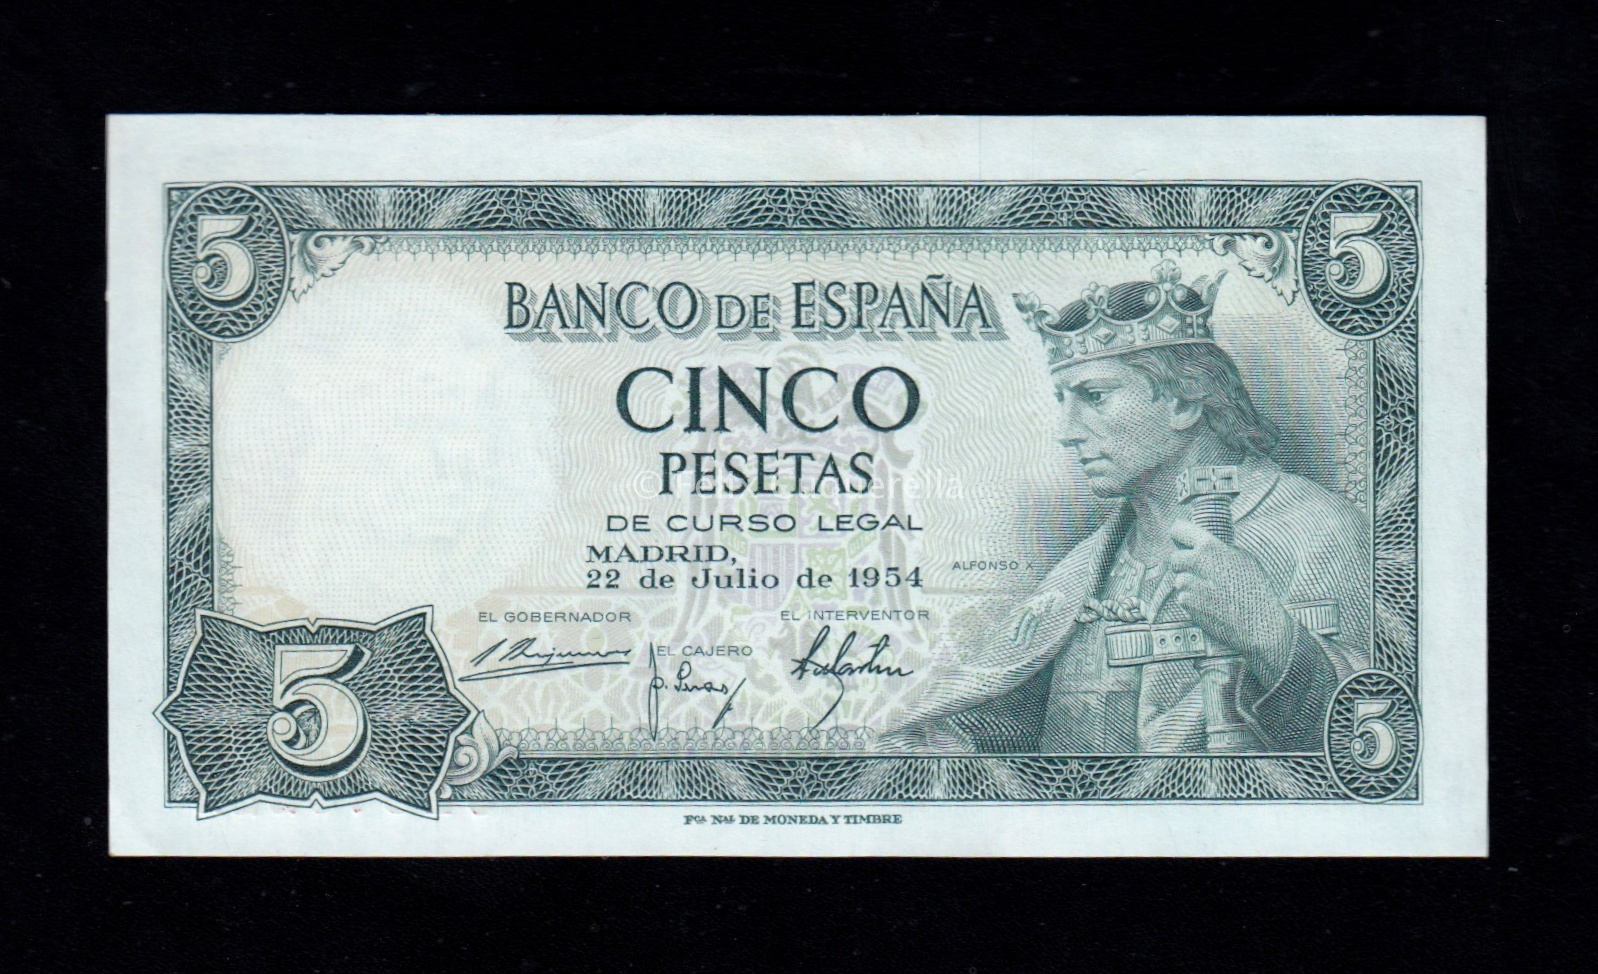 5
5
BANCO DE ESPAÑA
CINCO
PESETAS
DE CURSO LEGAL
MADRID,
22 de Julio de 1954
ALFONSO X
EL GOBERNADOR
EL INTERVENTOR
EL CAJERO
5
5
FCA NAL DE MONEDA Y TIMBRE